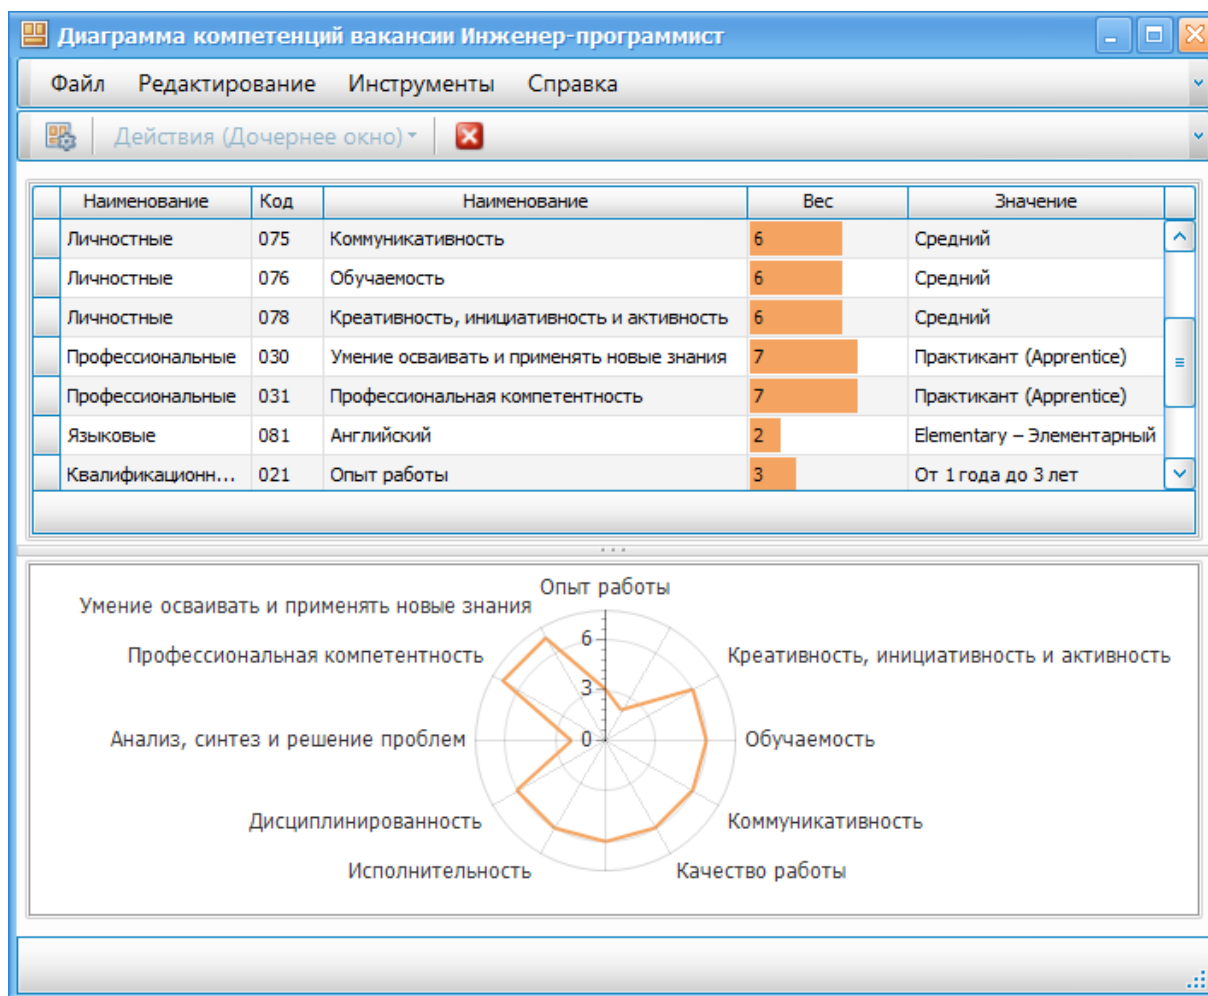 Диаграмма компетенций вакансии Инженер-программист
Файл Редактирование Инструменты Справка
Действия (Дочернее окно)
Наименование Код Наименование Вес Значение
Личностные 075 Коммуникативность 6 Средний
Личностные 076 Обучаемость 6 Средний
Личностные 078 Креативность, инициативность и активность 6 Средний
Профессиональные 030 Умение осваивать и применять новые знания 7 Практикант (Apprentice)
Профессиональные 031 Профессиональная компетентность 7 Практикант (Apprentice)
Языковые 081 Английский 2 Elementary – Элементарный
Квалификационн... 021 Опыт работы 3 От 1 года до 3 лет
Опыт работы
Умение осваивать и применять новые знания
6
Профессиональная компетентность Креативность, инициативность и активность
3
Анализ, синтез и решение проблем 0 Обучаемость
Дисциплинированность Коммуникативность
Исполнительность Качество работы